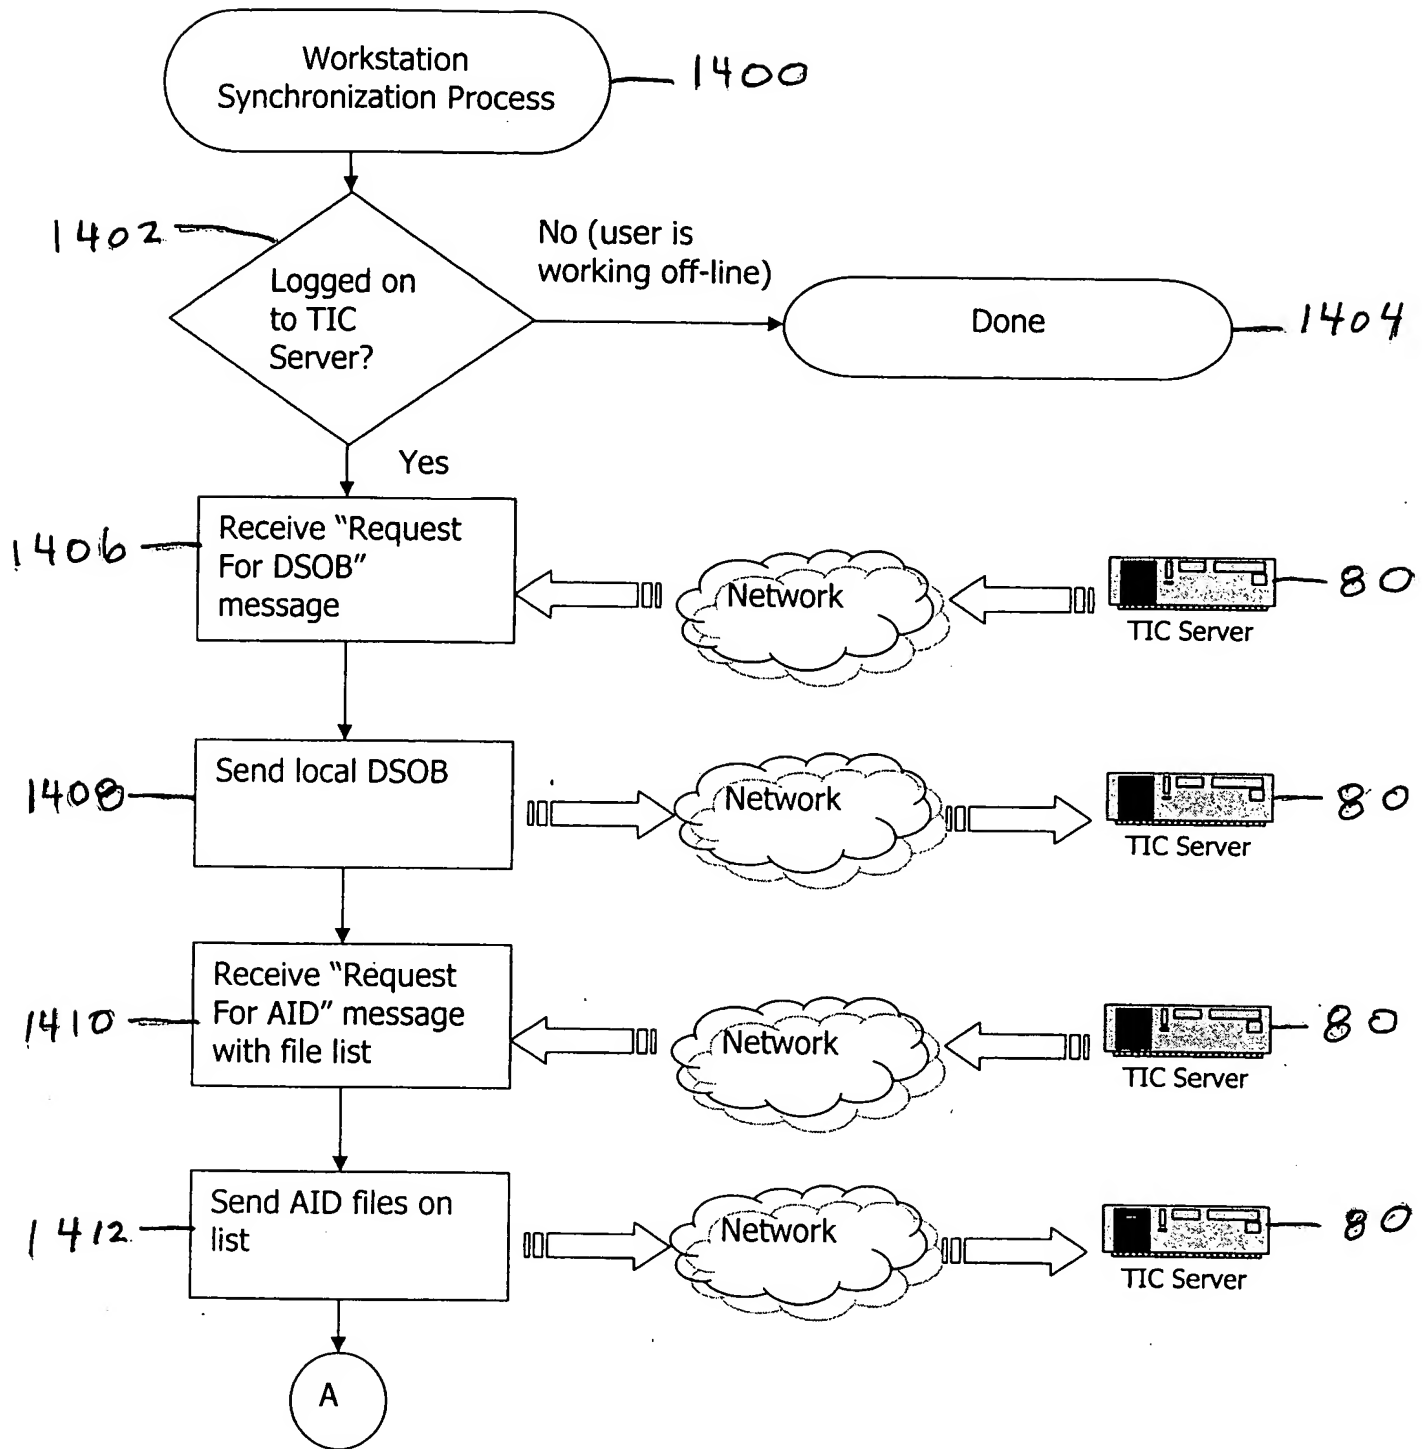 Workstation
Synchronization Process
1400
1402
Logged on
to TIC
Server?
No (user is
working off-line)
Done
1404
Yes
1406
Receive “Request
For DSOB”
message
Network
80
TIC Server
1408
Send local DSOB
Network
80
TIC Server
1410
Receive “Request
For AID” message
with file list
Network
80
TIC Server
1412
Send AID files on
list
Network
80
TIC Server
A